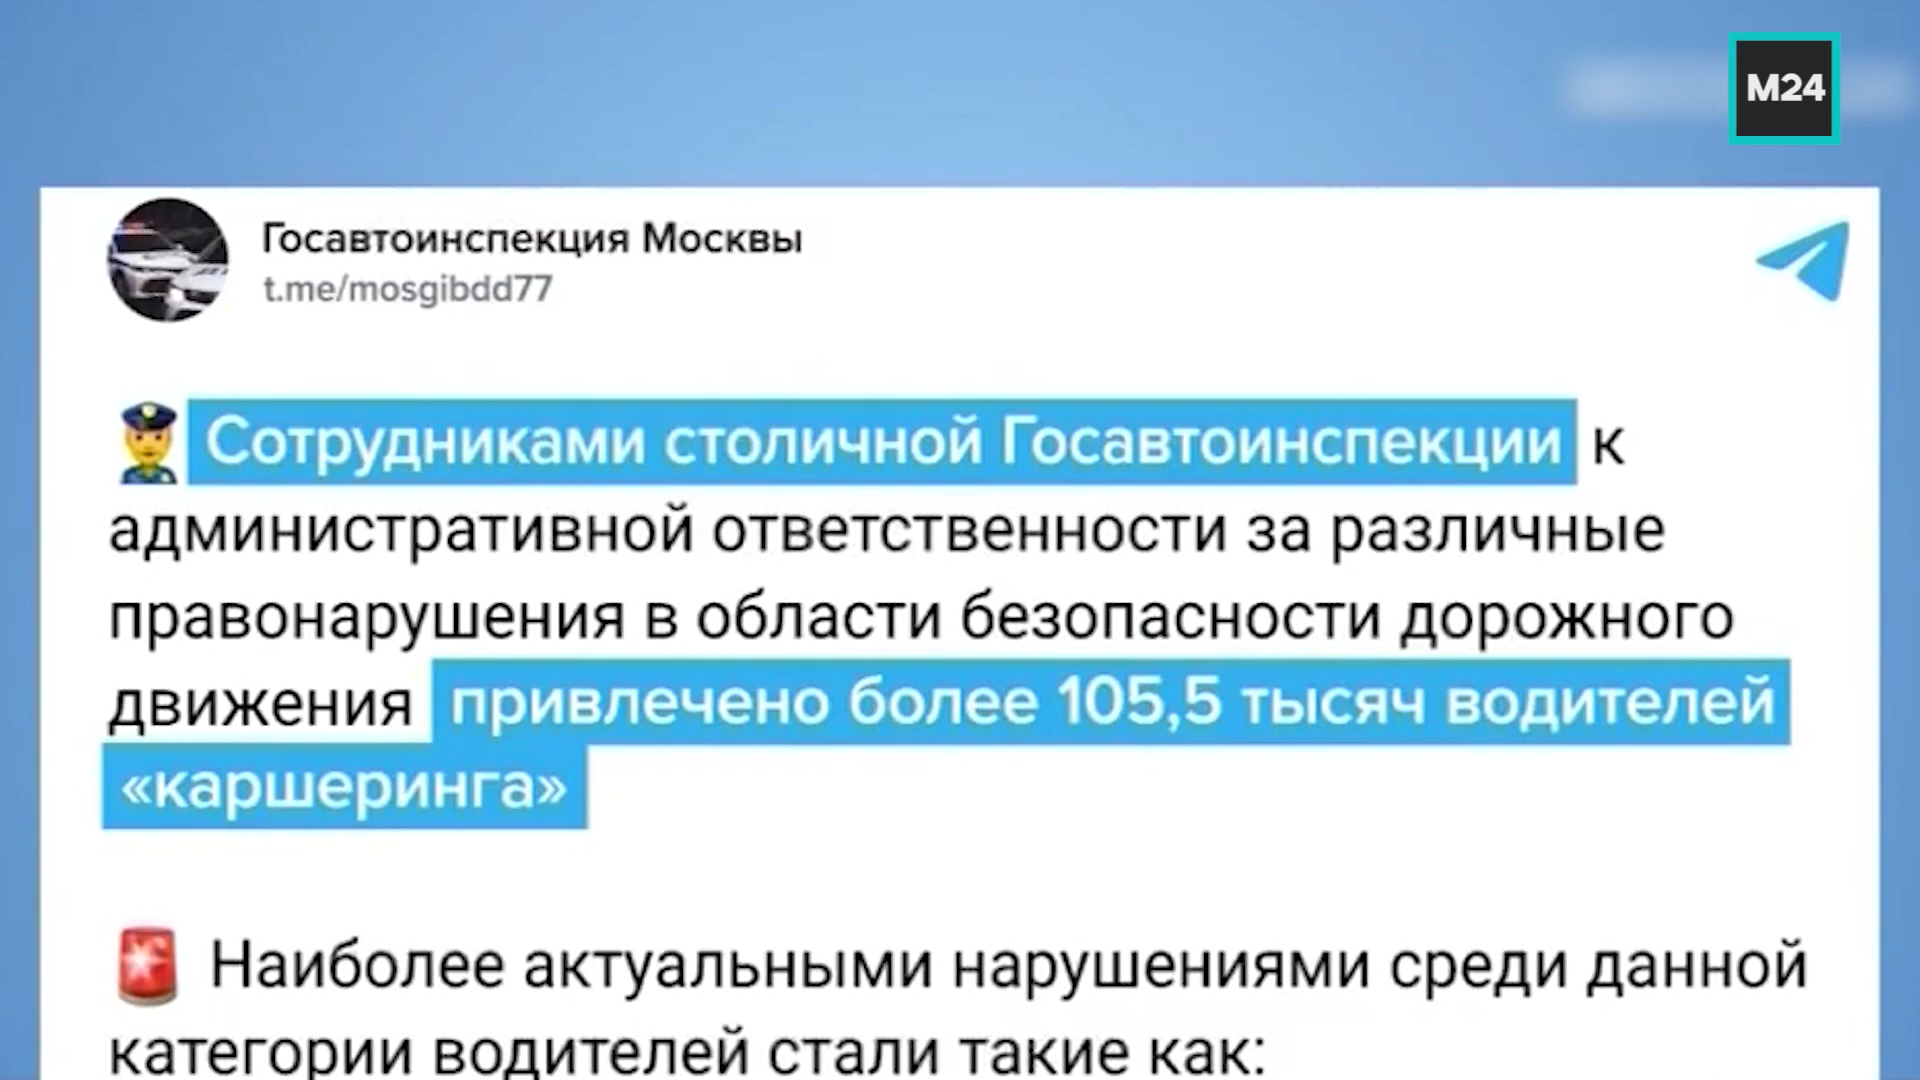 M24
Госавтоинспекция Москвы
t.me/mosgibdd77
Сотрудниками столичной Госавтоинспекции к
административной ответственности за различные
правонарушения в области безопасности дорожного
движения привлечено более 105,5 тысяч водителей
«каршеринга»
Наиболее актуальными нарушениями среди данной
категории водителей стали такие как: